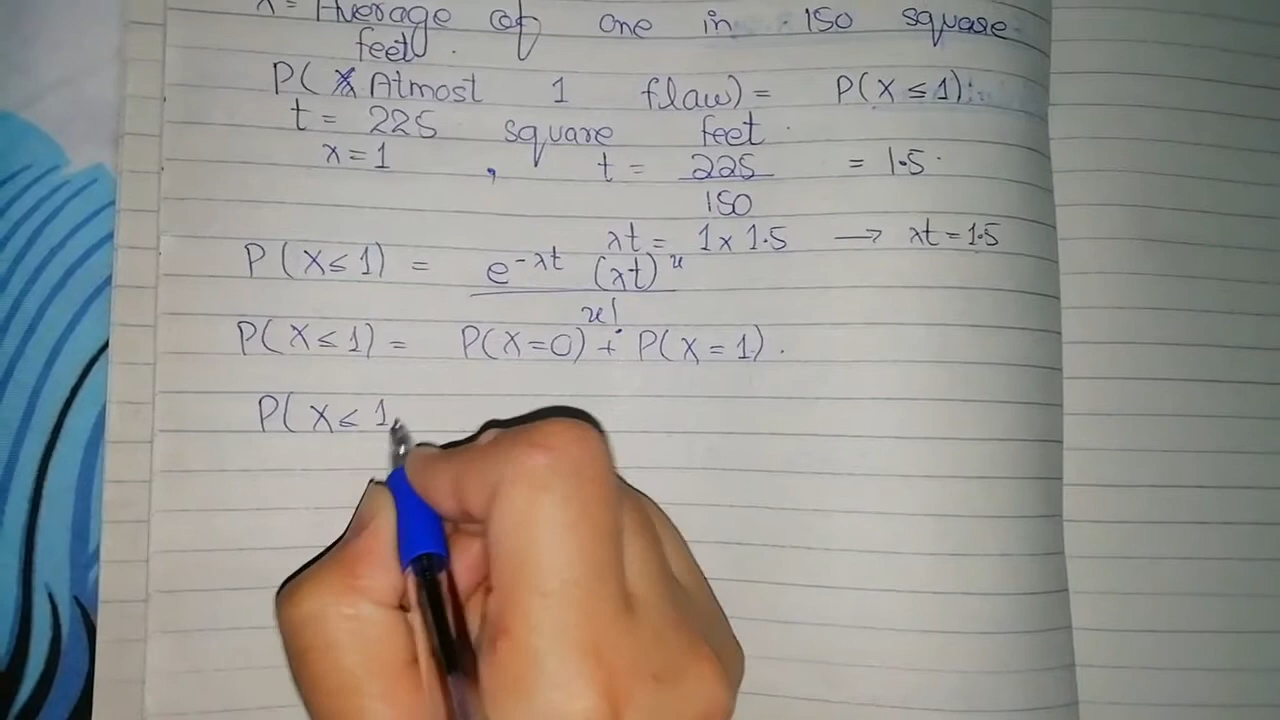 λ = Average of one in 150 square
feet.
P( X Atmost 1 flaw) = P(X ≤ 1).
t = 225 square feet.
x = 1 , t = 225/150 = 1.5.
λt = 1 x 1.5 → λt = 1.5
P(X ≤ 1) = e^-λt (λt)^x / x!
P(X ≤ 1) = P(X=0) + P(X=1).
P(X ≤ 1